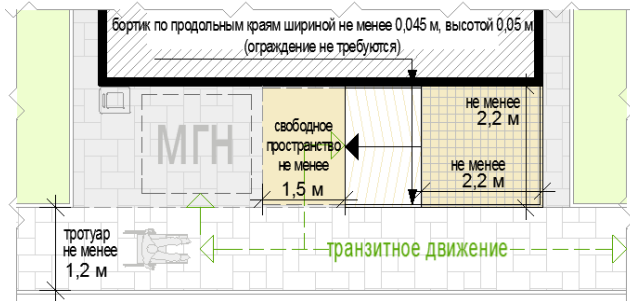 бортик по продольным краям шириной не менее 0,045 м, высотой 0,05 м
(ограждение не требуются)
МГН
свободное
пространство
не менее
1,5 м
не менее
2,2 м
не менее
2,2 м
тротуар
не менее
1,2 м
транзитное движение